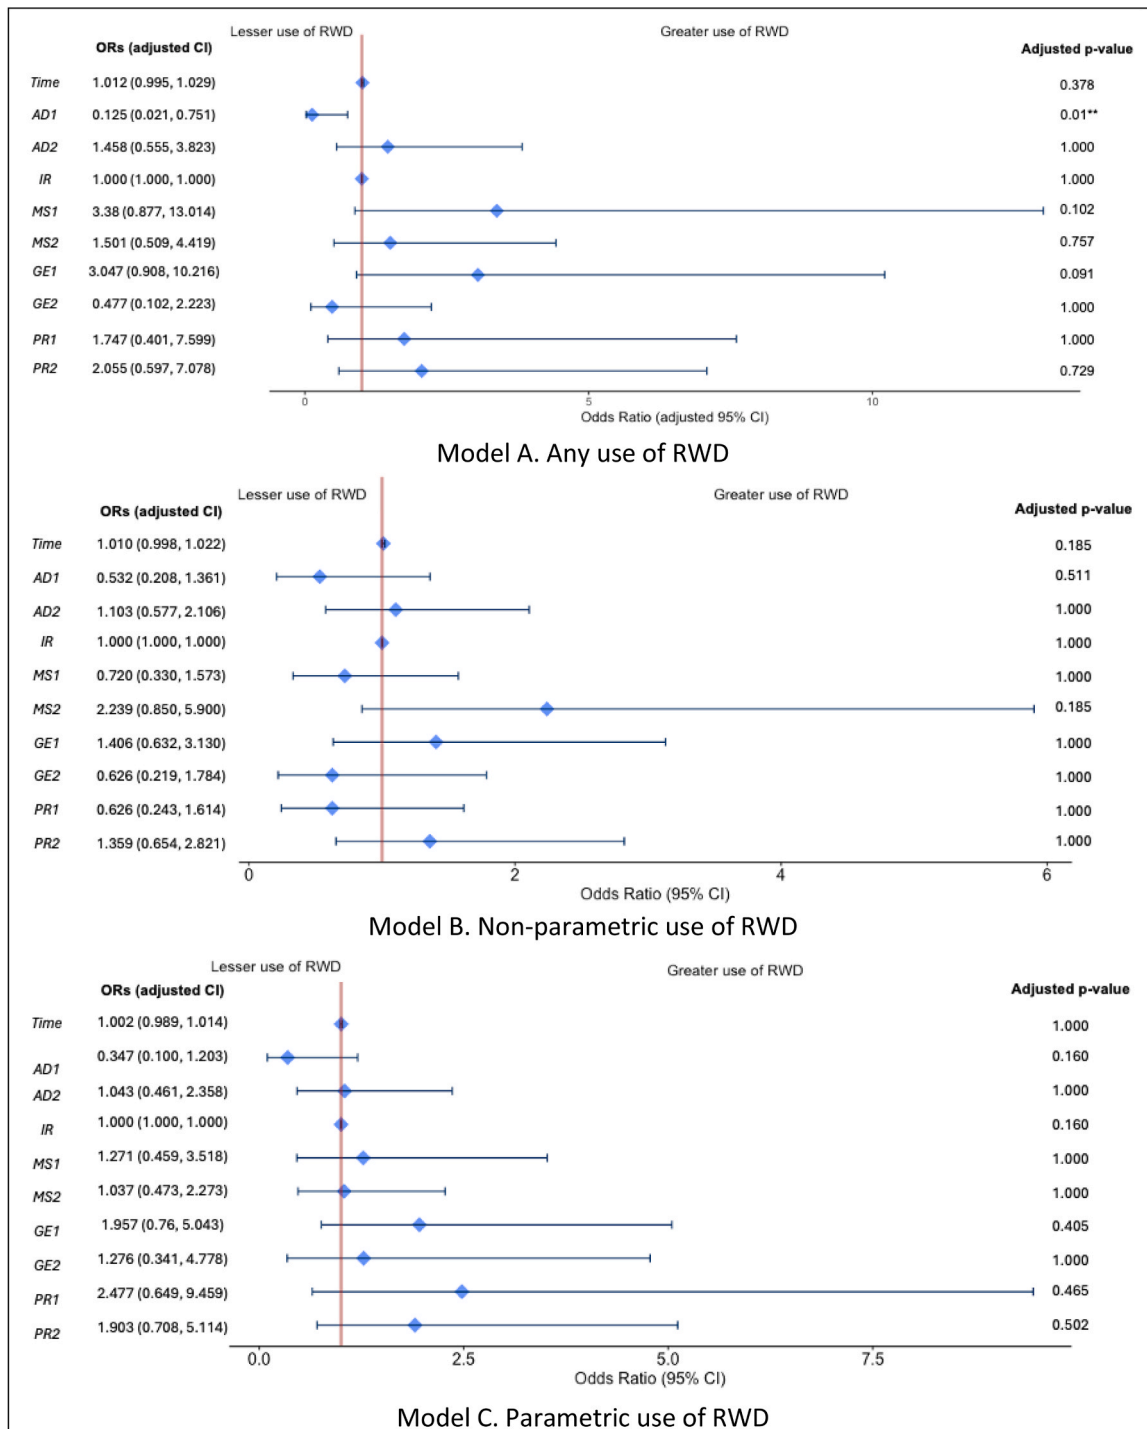 Lesser use of RWD Greater use of RWD
ORs (adjusted CI) Adjusted p-value
Time 1.012 (0.995, 1.029) 0.378
AD1 0.125 (0.021, 0.751) 0.01**
AD2 1.458 (0.555, 3.823) 1.000
IR 1.000 (1.000, 1.000) 1.000
MS1 3.38 (0.877, 13.014) 0.102
MS2 1.501 (0.509, 4.419) 0.757
GE1 3.047 (0.908, 10.216) 0.091
GE2 0.477 (0.102, 2.223) 1.000
PR1 1.747 (0.401, 7.599) 1.000
PR2 2.055 (0.597, 7.078) 0.729
0 5 10
Odds Ratio (adjusted 95% CI)
Model A. Any use of RWD
Lesser use of RWD Greater use of RWD
ORs (adjusted CI) Adjusted p-value
Time 1.010 (0.998, 1.022) 0.185
AD1 0.532 (0.208, 1.361) 0.511
AD2 1.103 (0.577, 2.106) 1.000
IR 1.000 (1.000, 1.000) 1.000
MS1 0.720 (0.330, 1.573) 1.000
MS2 2.239 (0.850, 5.900) 0.185
GE1 1.406 (0.632, 3.130) 1.000
GE2 0.626 (0.219, 1.784) 1.000
PR1 0.626 (0.243, 1.614) 1.000
PR2 1.359 (0.654, 2.821) 1.000
0 2 4 6
Odds Ratio (95% CI)
Model B. Non-parametric use of RWD
Lesser use of RWD Greater use of RWD
ORs (adjusted CI) Adjusted p-value
Time 1.002 (0.989, 1.014) 1.000
AD1 0.347 (0.100, 1.203) 0.160
AD2 1.043 (0.461, 2.358) 1.000
IR 1.000 (1.000, 1.000) 0.160
MS1 1.271 (0.459, 3.518) 1.000
MS2 1.037 (0.473, 2.273) 1.000
GE1 1.957 (0.76, 5.043) 0.405
GE2 1.276 (0.341, 4.778) 1.000
PR1 2.477 (0.649, 9.459) 0.465
PR2 1.903 (0.708, 5.114) 0.502
0.0 2.5 5.0 7.5
Odds Ratio (95% CI)
Model C. Parametric use of RWD